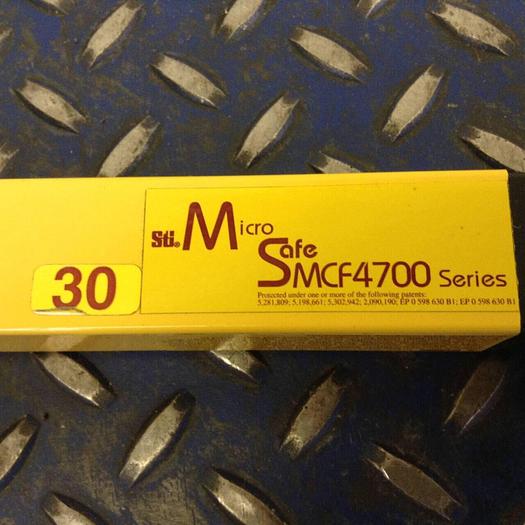 Sti® Micro
Safe
MCF4700 Series
Protected under one or more of the following patents:
5,281,809; 5,198,661; 5,302,942; 2,090,190; EP 0 598 630 B1; EP 0 598 630 B1
30